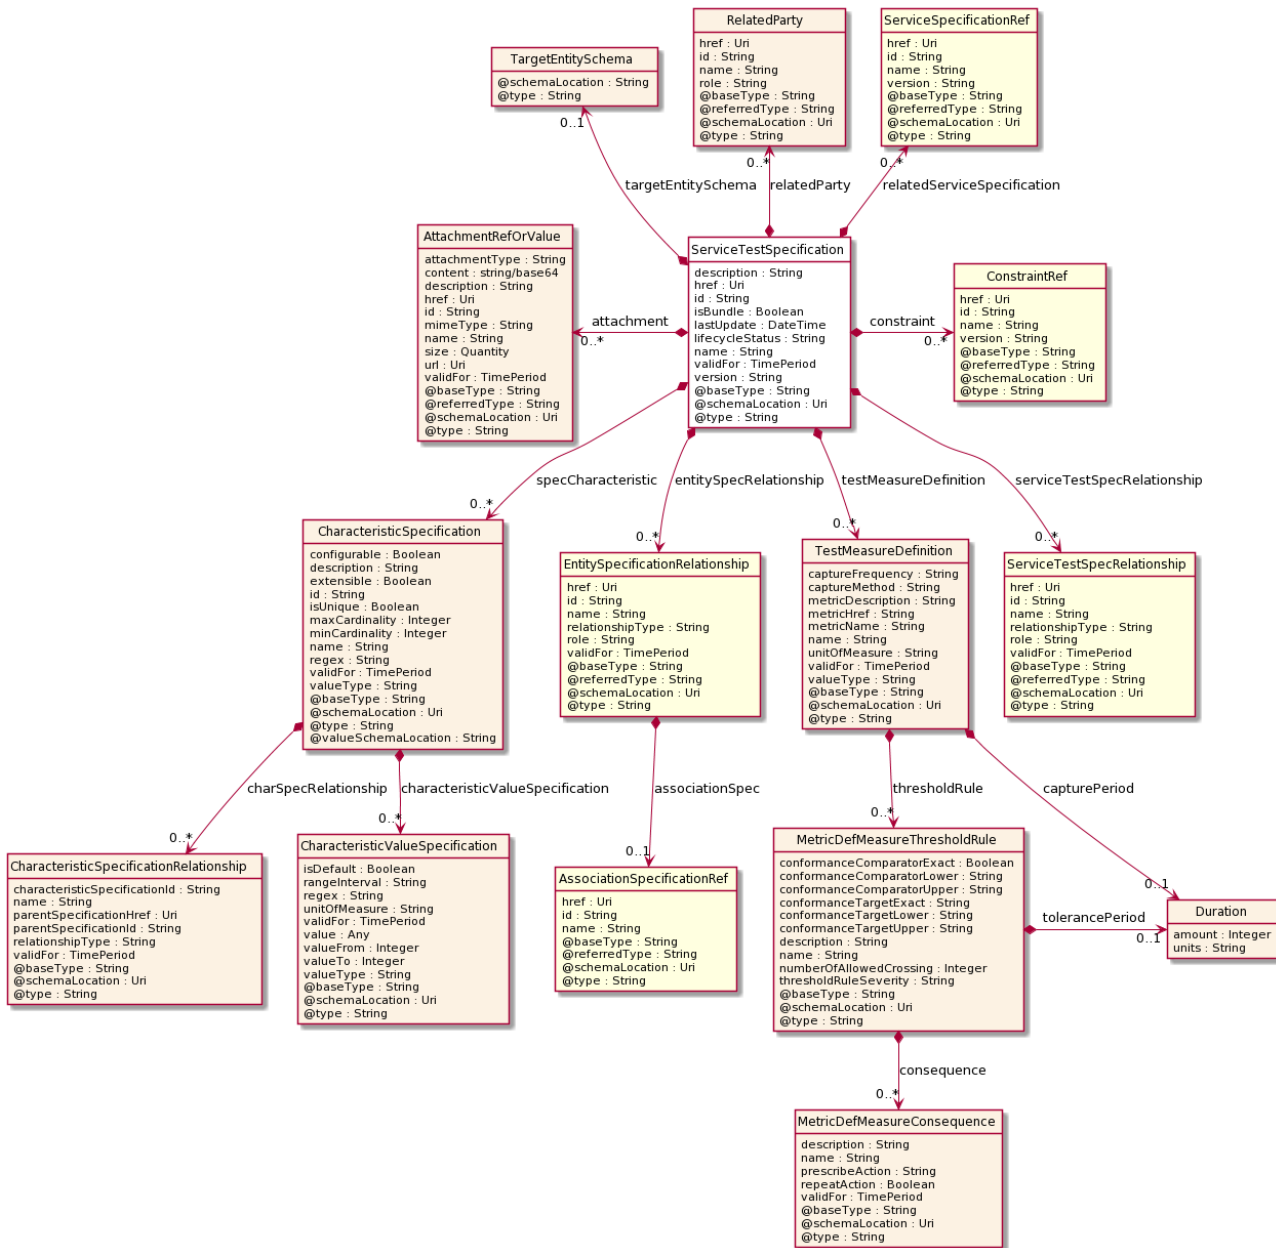 RelatedParty
href : Uri
id : String
name : String
role : String
@baseType : String
@referredType : String
@schemaLocation : Uri
@type : String
ServiceSpecificationRef
href : Uri
id : String
name : String
version : String
@baseType : String
@referredType : String
@schemaLocation : Uri
@type : String
TargetEntitySchema
@schemaLocation : String
@type : String
0..1
0..*
0..*
targetEntitySchema
relatedParty
relatedServiceSpecification
AttachmentRefOrValue
attachmentType : String
content : string/base64
description : String
href : Uri
id : String
mimeType : String
name : String
size : Quantity
url : Uri
validFor : TimePeriod
@baseType : String
@referredType : String
@schemaLocation : Uri
@type : String
attachment
0..*
ServiceTestSpecification
description : String
href : Uri
id : String
isBundle : Boolean
lastUpdate : DateTime
lifecycleStatus : String
name : String
validFor : TimePeriod
version : String
@baseType : String
@schemaLocation : Uri
@type : String
constraint
0..*
ConstraintRef
href : Uri
id : String
name : String
version : String
@baseType : String
@referredType : String
@schemaLocation : Uri
@type : String
specCharacteristic
entitySpecRelationship
testMeasureDefinition
serviceTestSpecRelationship
0..*
0..*
0..*
0..*
CharacteristicSpecification
configurable : Boolean
description : String
extensible : Boolean
id : String
isUnique : Boolean
maxCardinality : Integer
minCardinality : Integer
name : String
regex : String
validFor : TimePeriod
valueType : String
@baseType : String
@schemaLocation : Uri
@type : String
@valueSchemaLocation : String
EntitySpecificationRelationship
href : Uri
id : String
name : String
relationshipType : String
role : String
validFor : TimePeriod
@baseType : String
@referredType : String
@schemaLocation : Uri
@type : String
TestMeasureDefinition
captureFrequency : String
captureMethod : String
metricDescription : String
metricHref : String
metricName : String
name : String
unitOfMeasure : String
validFor : TimePeriod
valueType : String
@baseType : String
@schemaLocation : Uri
@type : String
ServiceTestSpecRelationship
href : Uri
id : String
name : String
relationshipType : String
role : String
validFor : TimePeriod
@baseType : String
@referredType : String
@schemaLocation : Uri
@type : String
charSpecRelationship
characteristicValueSpecification
associationSpec
thresholdRule
capturePeriod
0..*
0..*
0..1
0..*
0..1
CharacteristicSpecificationRelationship
characteristicSpecificationId : String
name : String
parentSpecificationHref : Uri
parentSpecificationId : String
relationshipType : String
validFor : TimePeriod
@baseType : String
@schemaLocation : Uri
@type : String
CharacteristicValueSpecification
isDefault : Boolean
rangeInterval : String
regex : String
unitOfMeasure : String
validFor : TimePeriod
value : Any
valueFrom : Integer
valueTo : Integer
valueType : String
@baseType : String
@schemaLocation : Uri
@type : String
AssociationSpecificationRef
href : Uri
id : String
name : String
@baseType : String
@referredType : String
@schemaLocation : Uri
@type : String
MetricDefMeasureThresholdRule
conformanceComparatorExact : Boolean
conformanceComparatorLower : String
conformanceComparatorUpper : String
conformanceTargetExact : String
conformanceTargetLower : String
conformanceTargetUpper : String
description : String
name : String
numberOfAllowedCrossing : Integer
thresholdRuleSeverity : String
@baseType : String
@schemaLocation : Uri
@type : String
tolerancePeriod
0..1
Duration
amount : Integer
units : String
consequence
0..*
MetricDefMeasureConsequence
description : String
name : String
prescribeAction : String
repeatAction : Boolean
validFor : TimePeriod
@baseType : String
@schemaLocation : Uri
@type : String